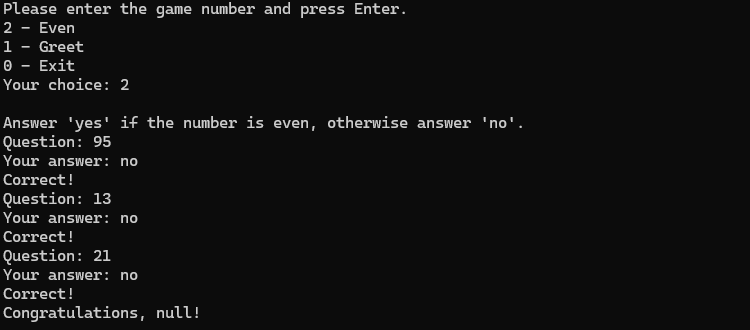 Please enter the game number and press Enter.
2 - Even
1 - Greet
0 - Exit
Your choice: 2
Answer 'yes' if the number is even, otherwise answer 'no'.
Question: 95
Your answer: no
Correct!
Question: 13
Your answer: no
Correct!
Question: 21
Your answer: no
Correct!
Congratulations, null!